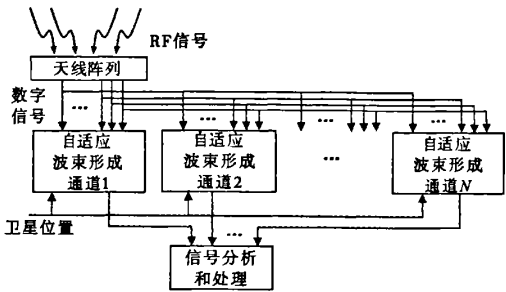 RF信号
天线阵列
数字
信号
...
...
...
...
自适应
波束形成
通道1
自适应
波束形成
通道2
...
自适应
波束形成
通道N
卫星位置
...
信号分析
和处理